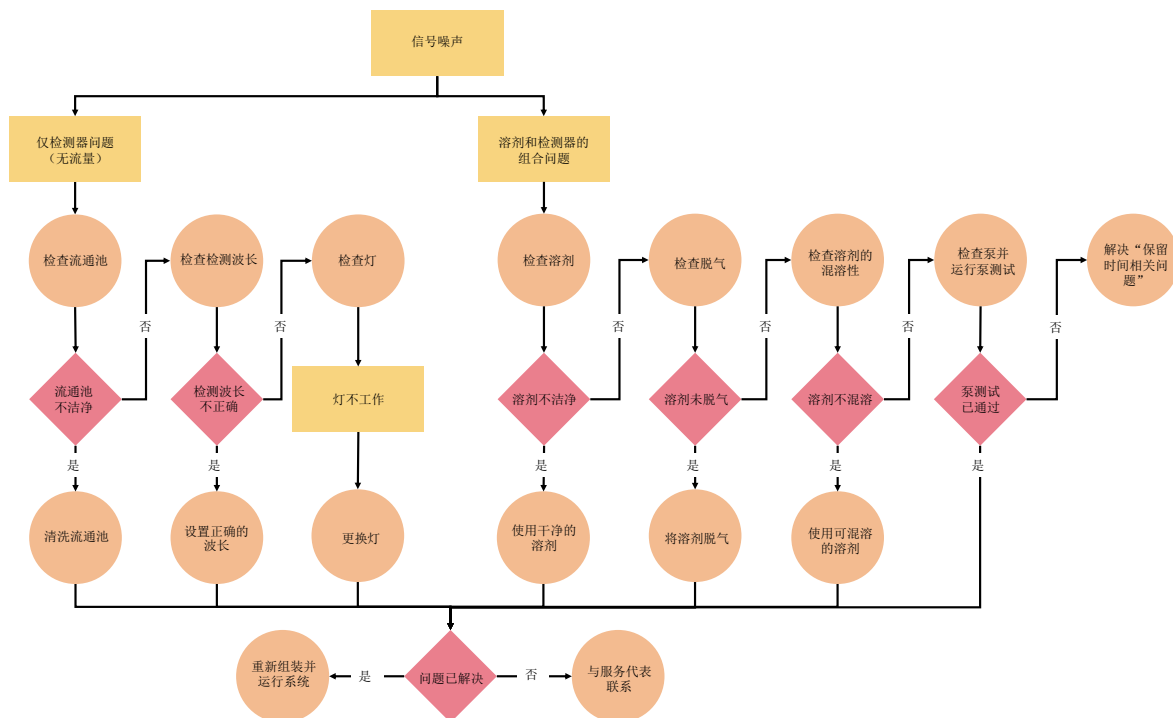 信号噪声
仅检测器问题
（无流量）
溶剂和检测器的
组合问题
检查流通池
检查检测波长
检查灯
检查溶剂
检查脱气
检查溶剂的
混溶性
检查泵并
运行泵测试
解决“保留
时间相关问
题”
否
否
否
否
否
否
流通池
不洁净
检测波长
不正确
灯不工作
溶剂不洁净
溶剂未脱气
溶剂不混溶
泵测试
已通过
是
是
是
是
是
是
清洗流通池
设置正确的
波长
更换灯
使用干净的
溶剂
将溶剂脱气
使用可混溶
的溶剂
重新组装并
运行系统
是
问题已解决
否
与服务代表
联系